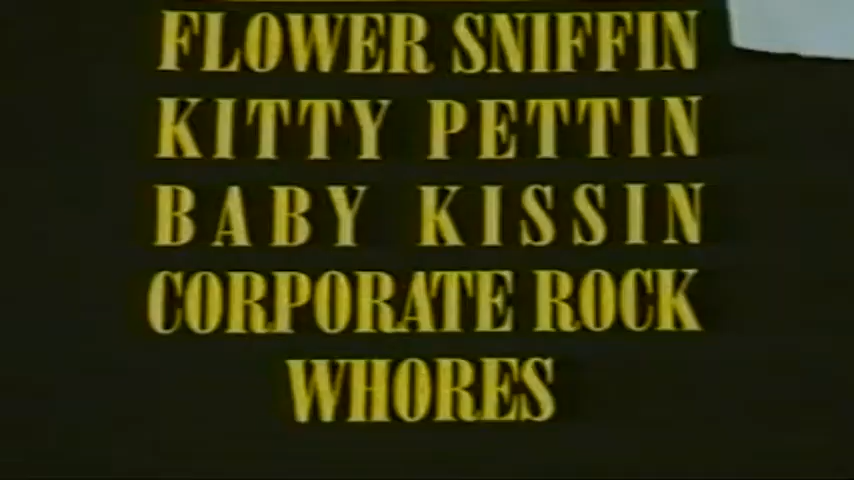 FLOWER SNIFFIN
KITTY PETTIN
BABY KISSIN
CORPORATE ROCK
WHORES